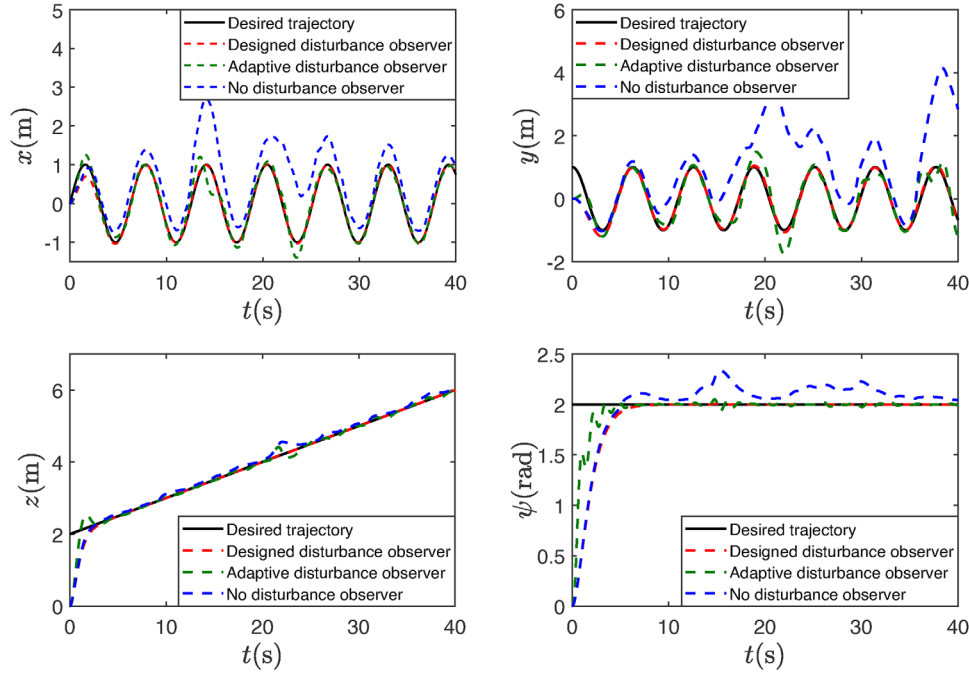 5
4
3
2
1
0
-1
x(m)
Desired trajectory
Designed disturbance observer
Adaptive disturbance observer
No disturbance observer
0 10 20 30 40
t(s)
6
4
2
0
-2
y(m)
Desired trajectory
Designed disturbance observer
Adaptive disturbance observer
No disturbance observer
0 10 20 30 40
t(s)
6
4
2
0
z(m)
Desired trajectory
Designed disturbance observer
Adaptive disturbance observer
No disturbance observer
0 10 20 30 40
t(s)
2.5
2
1.5
1
0.5
0
ψ(rad)
Desired trajectory
Designed disturbance observer
Adaptive disturbance observer
No disturbance observer
0 10 20 30 40
t(s)